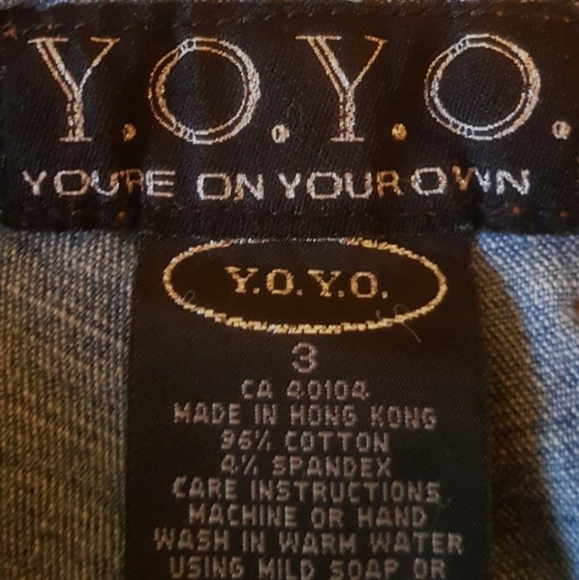 Y.O.Y.O.
YOU'RE ON YOUR OWN
Y.O.Y.O.
3
CA 40104
MADE IN HONG KONG
96% COTTON
4% SPANDEX
CARE INSTRUCTIONS
MACHINE OR HAND
WASH IN WARM WATER
USING MILD SOAP OR